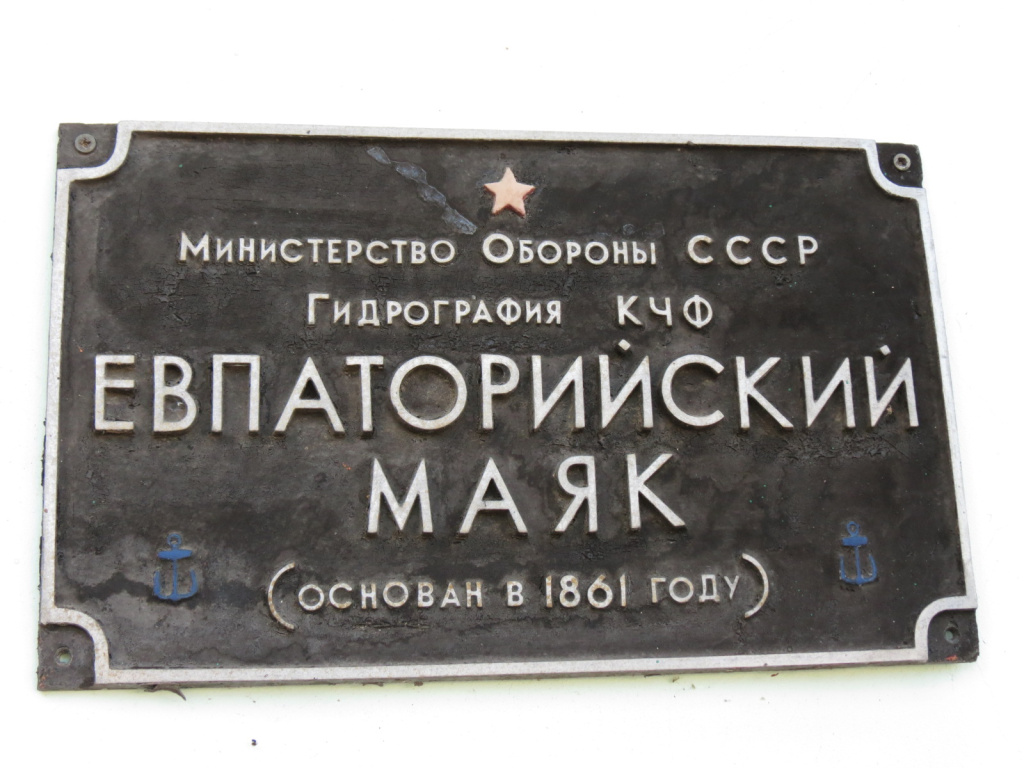 Министерство Обороны СССР
Гидрография КЧФ
ЕВПАТОРИЙСКИЙ
МАЯК
(основан в 1861 году)